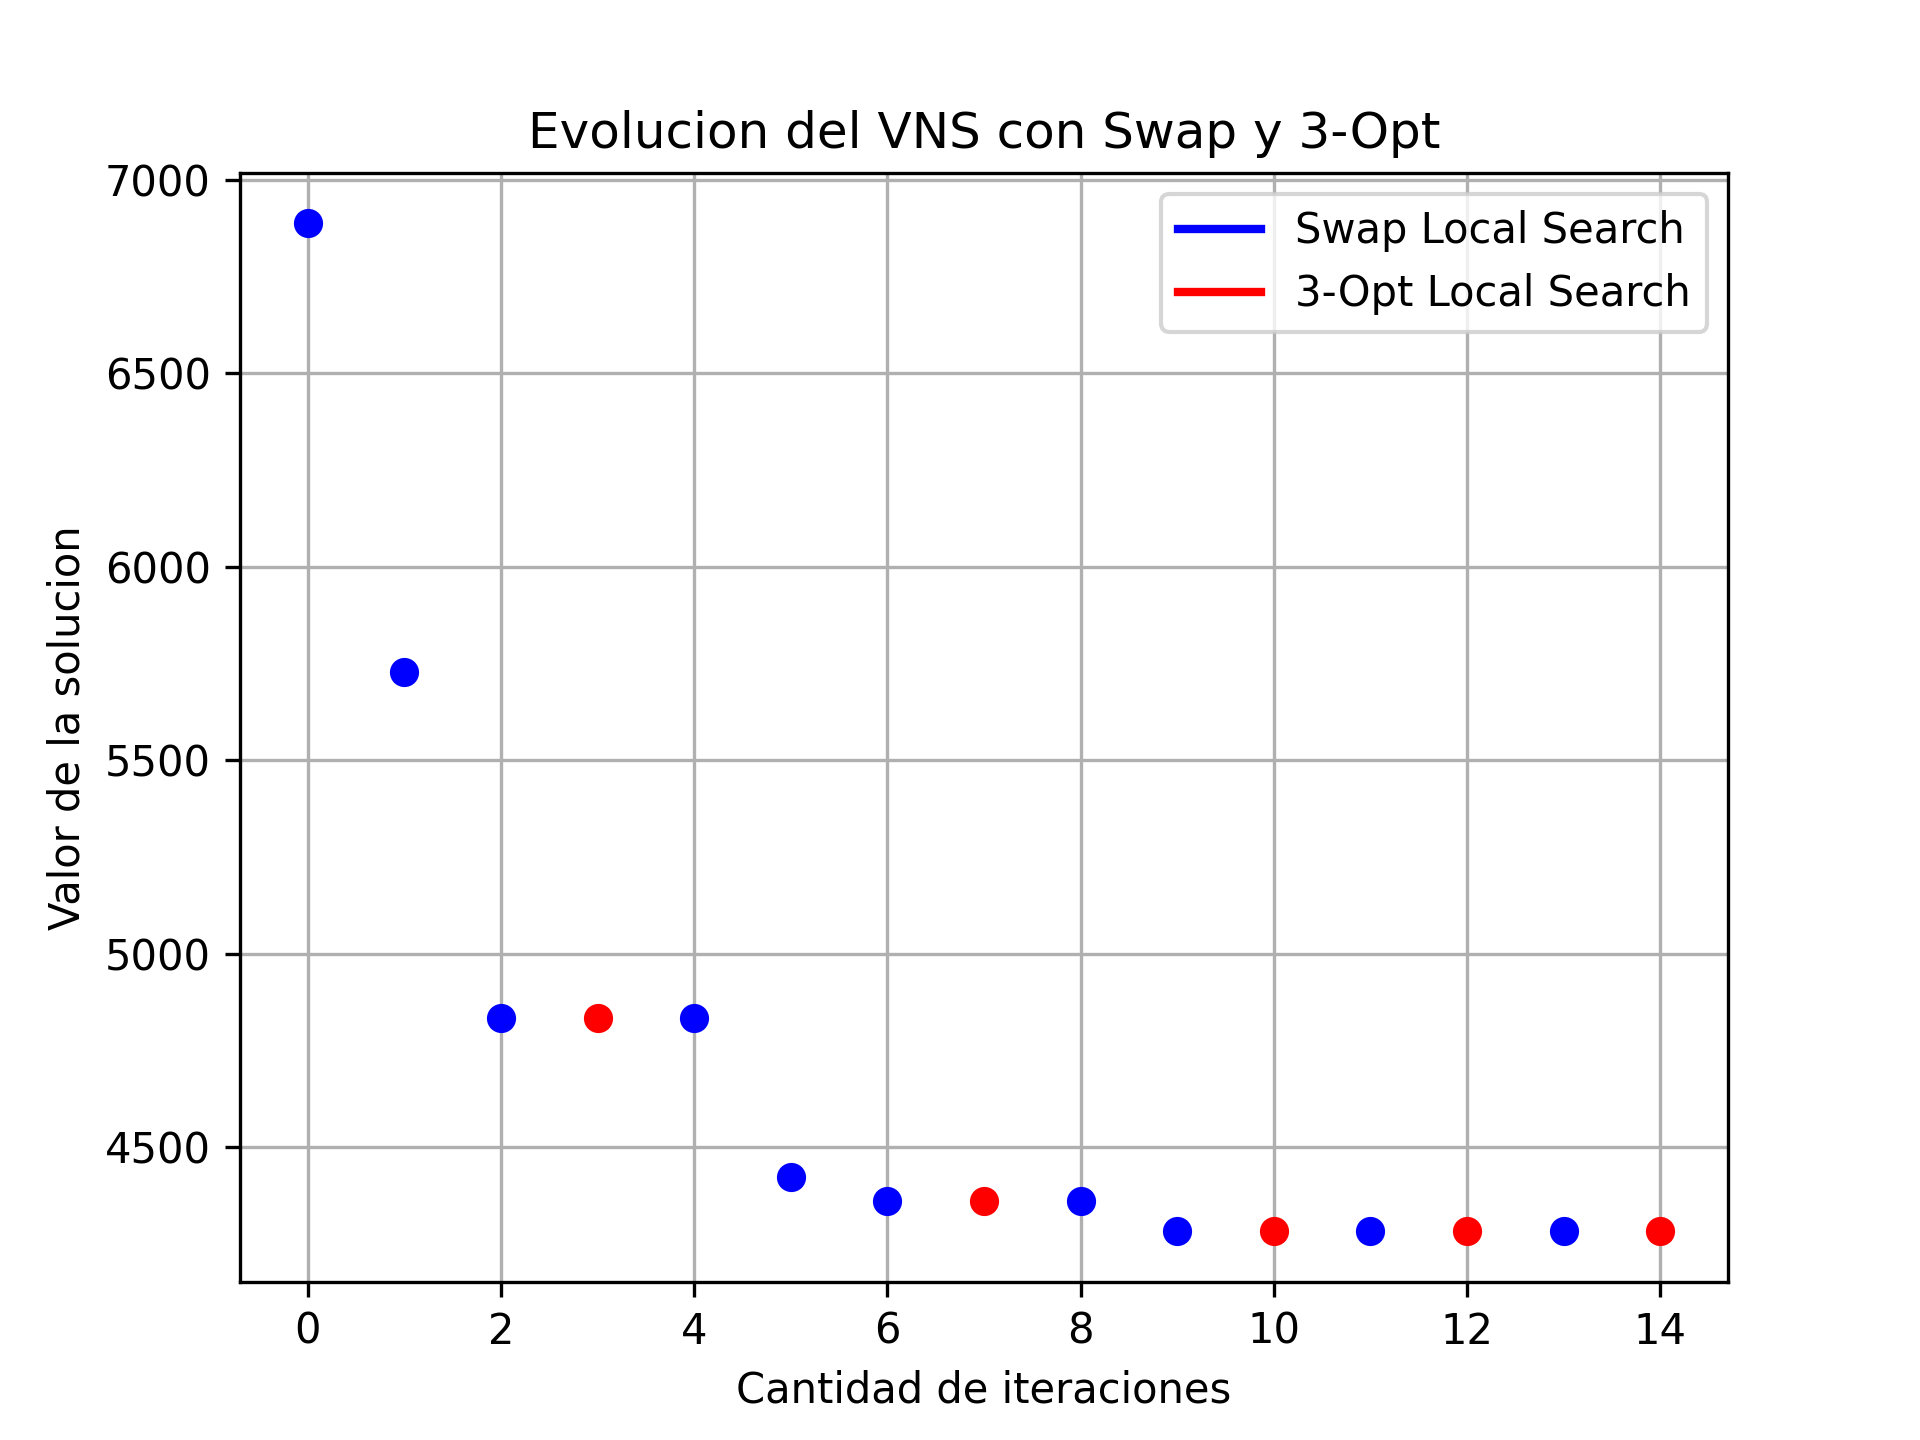 Evolucion del VNS con Swap y 3-Opt
Swap Local Search
3-Opt Local Search
Valor de la solucion
7000
6500
6000
5500
5000
4500
0 2 4 6 8 10 12 14
Cantidad de iteraciones